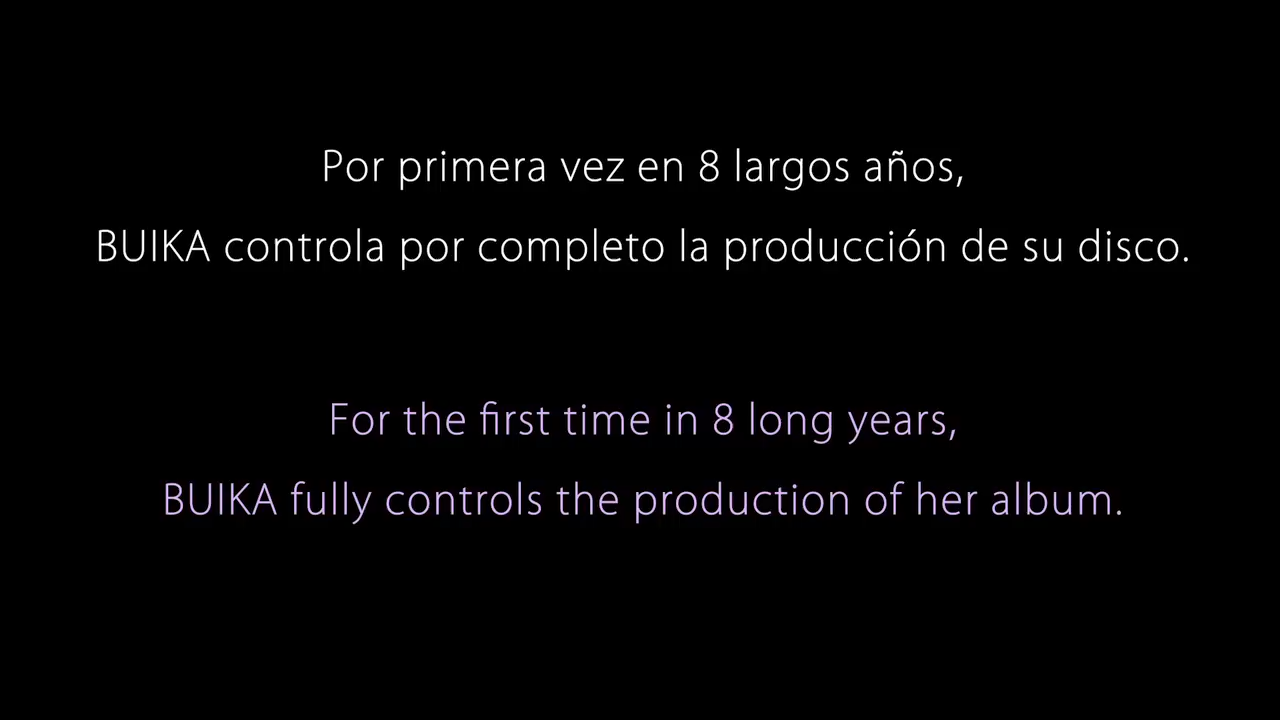 Por primera vez en 8 largos años,
BUIKA controla por completo la producción de su disco.
For the first time in 8 long years,
BUIKA fully controls the production of her album.